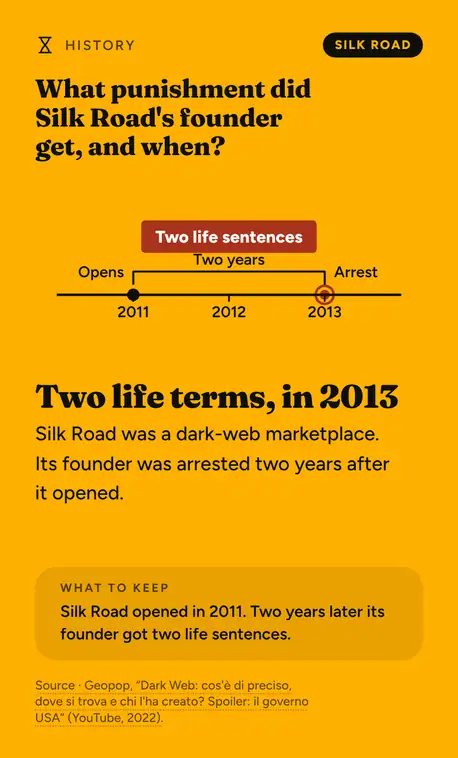 HISTORY
SILK ROAD
What punishment did
Silk Road's founder
get, and when?
Two life sentences
Two years
Opens
Arrest
2011
2012
2013
Two life terms, in 2013
Silk Road was a dark-web marketplace.
Its founder was arrested two years after
it opened.
WHAT TO KEEP
Silk Road opened in 2011. Two years later its
founder got two life sentences.
Source · Geopop, “Dark Web: cos'è di preciso,
dove si trova e chi l'ha creato? Spoiler: il governo
USA” (YouTube, 2022).